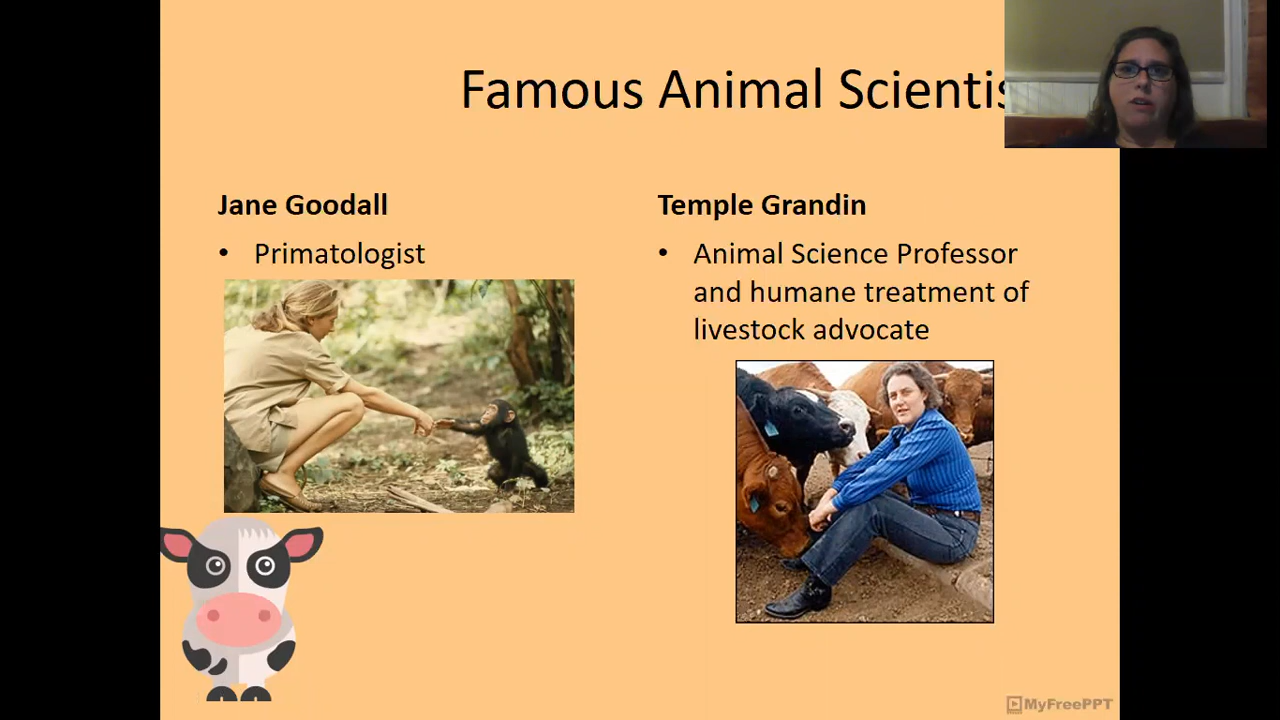 Famous Animal Scientis
Jane Goodall
• Primatologist
Temple Grandin
• Animal Science Professor
and humane treatment of
livestock advocate
MyFreePPT